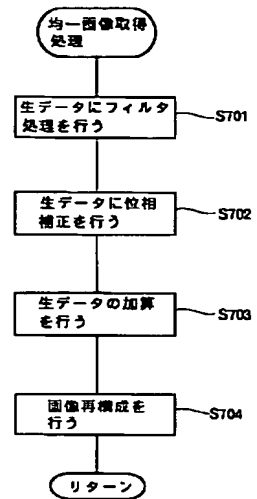 均一画像取得
処理
生データにフィルタ
処理を行う
S701
生データに位相
補正を行う
S702
生データの加算
を行う
S703
画像再構成を
行う
S704
リターン